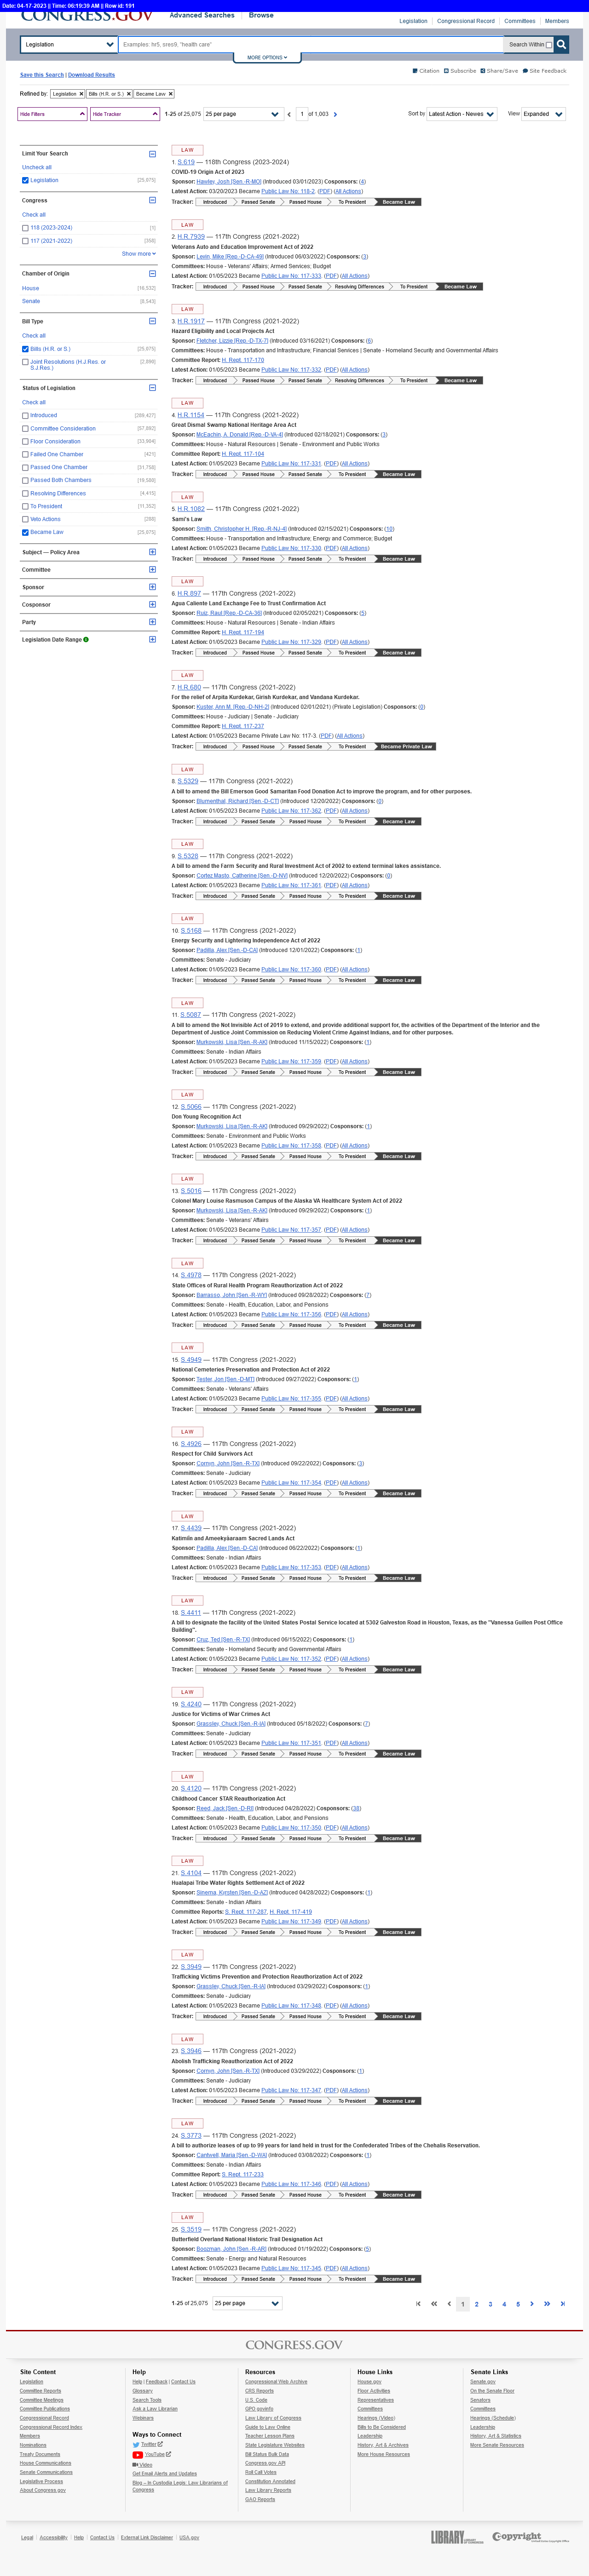 Date: 04-17-2023 || Time: 06:19:39 AM || Row id: 191
CONGRESS.GOV
Advanced Searches
Browse
Legislation
Congressional Record
Committees
Members
Legislation
Examples: hr5, sres9, "health care"
Search Within
MORE OPTIONS
Save this Search | Download Results
Citation
Subscribe
Share/Save
Site Feedback
Refined by:
Legislation
Bills (H.R. or S.)
Became Law
Hide Filters
Hide Tracker
1-25 of 25,075
25 per page
1 of 1,003
Sort by
Latest Action - Newes
View
Expanded
Limit Your Search
Uncheck all
Legislation [25,075]
Congress
Check all
118 (2023-2024) [1]
117 (2021-2022) [358]
Show more
Chamber of Origin
House [16,532]
Senate [8,543]
Bill Type
Check all
Bills (H.R. or S.) [25,075]
Joint Resolutions (H.J.Res. or S.J.Res.)
Status of Legislation
Check all
Introduced
Committee Consideration
Floor Consideration
Failed One Chamber
Passed One Chamber
Passed Both Chambers
Resolving Differences
To President
Veto Actions
Became Law [25,075]
Subject — Policy Area
Committee
Sponsor
Cosponsor
Party
Legislation Date Range
LAW
1. S.619 — 118th Congress (2023-2024)
COVID-19 Origin Act of 2023
Sponsor: Hawley, Josh [Sen.-R-MO] (Introduced 03/01/2023) Cosponsors: (4)
Latest Action: 03/20/2023 Became Public Law No: 118-2. (PDF) (All Actions)
Tracker: Introduced Passed Senate Passed House To President Became Law
LAW
2. H.R.7939 — 117th Congress (2021-2022)
Veterans Auto and Education Improvement Act of 2022
Sponsor: Levin, Mike [Rep.-D-CA-49] (Introduced 06/03/2022) Cosponsors: (3)
Committees: House - Veterans' Affairs; Armed Services; Budget
Latest Action: 01/05/2023 Became Public Law No: 117-333. (PDF) (All Actions)
Tracker: Introduced Passed House Passed Senate Resolving Differences To President Became Law
LAW
3. H.R.1917 — 117th Congress (2021-2022)
Hazard Eligibility and Local Projects Act
Sponsor: Fletcher, Lizzie [Rep.-D-TX-7] (Introduced 03/16/2021) Cosponsors: (6)
Committees: House - Transportation and Infrastructure; Financial Services | Senate - Homeland Security and Governmental Affairs
Committee Report: H. Rept. 117-170
Latest Action: 01/05/2023 Became Public Law No: 117-332. (PDF) (All Actions)
Tracker: Introduced Passed House Passed Senate Resolving Differences To President Became Law
LAW
4. H.R.1154 — 117th Congress (2021-2022)
Great Dismal Swamp National Heritage Area Act
Sponsor: McEachin, A. Donald [Rep.-D-VA-4] (Introduced 02/18/2021) Cosponsors: (3)
Committees: House - Natural Resources | Senate - Environment and Public Works
Committee Report: H. Rept. 117-104
Latest Action: 01/05/2023 Became Public Law No: 117-331. (PDF) (All Actions)
Tracker: Introduced Passed House Passed Senate To President Became Law
LAW
5. H.R.1082 — 117th Congress (2021-2022)
Sami's Law
Sponsor: Smith, Christopher H. [Rep.-R-NJ-4] (Introduced 02/15/2021) Cosponsors: (10)
Committees: House - Transportation and Infrastructure; Energy and Commerce; Budget
Latest Action: 01/05/2023 Became Public Law No: 117-330. (PDF) (All Actions)
Tracker: Introduced Passed House Passed Senate To President Became Law
LAW
6. H.R.897 — 117th Congress (2021-2022)
Agua Caliente Land Exchange Fee to Trust Confirmation Act
Sponsor: Ruiz, Raul [Rep.-D-CA-36] (Introduced 02/05/2021) Cosponsors: (5)
Committees: House - Natural Resources | Senate - Indian Affairs
Committee Report: H. Rept. 117-194
Latest Action: 01/05/2023 Became Public Law No: 117-329. (PDF) (All Actions)
Tracker: Introduced Passed House Passed Senate To President Became Law
LAW
7. H.R.680 — 117th Congress (2021-2022)
For the relief of Arpita Kurdekar, Girish Kurdekar, and Vandana Kurdekar.
Sponsor: Kuster, Ann M. [Rep.-D-NH-2] (Introduced 02/01/2021) (Private Legislation) Cosponsors: (0)
Committees: House - Judiciary | Senate - Judiciary
Committee Report: H. Rept. 117-237
Latest Action: 01/05/2023 Became Private Law No: 117-3. (PDF) (All Actions)
Tracker: Introduced Passed House Passed Senate To President Became Private Law
LAW
8. S.5329 — 117th Congress (2021-2022)
A bill to amend the Bill Emerson Good Samaritan Food Donation Act to improve the program, and for other purposes.
Sponsor: Blumenthal, Richard [Sen.-D-CT] (Introduced 12/20/2022) Cosponsors: (0)
Latest Action: 01/05/2023 Became Public Law No: 117-362. (PDF) (All Actions)
Tracker: Introduced Passed Senate Passed House To President Became Law
LAW
9. S.5328 — 117th Congress (2021-2022)
A bill to amend the Farm Security and Rural Investment Act of 2002 to extend terminal lakes assistance.
Sponsor: Cortez Masto, Catherine [Sen.-D-NV] (Introduced 12/20/2022) Cosponsors: (0)
Latest Action: 01/05/2023 Became Public Law No: 117-361. (PDF) (All Actions)
Tracker: Introduced Passed Senate Passed House To President Became Law
LAW
10. S.5168 — 117th Congress (2021-2022)
Energy Security and Lightering Independence Act of 2022
Sponsor: Padilla, Alex [Sen.-D-CA] (Introduced 12/01/2022) Cosponsors: (1)
Committees: Senate - Judiciary
Latest Action: 01/05/2023 Became Public Law No: 117-360. (PDF) (All Actions)
Tracker: Introduced Passed Senate Passed House To President Became Law
LAW
11. S.5087 — 117th Congress (2021-2022)
A bill to amend the Not Invisible Act of 2019 to extend, and provide additional support for, the activities of the Department of the Interior and the
Department of Justice Joint Commission on Reducing Violent Crime Against Indians, and for other purposes.
Sponsor: Murkowski, Lisa [Sen.-R-AK] (Introduced 11/15/2022) Cosponsors: (1)
Committees: Senate - Indian Affairs
Latest Action: 01/05/2023 Became Public Law No: 117-359. (PDF) (All Actions)
Tracker: Introduced Passed Senate Passed House To President Became Law
LAW
12. S.5066 — 117th Congress (2021-2022)
Don Young Recognition Act
Sponsor: Murkowski, Lisa [Sen.-R-AK] (Introduced 09/29/2022) Cosponsors: (1)
Committees: Senate - Environment and Public Works
Latest Action: 01/05/2023 Became Public Law No: 117-358. (PDF) (All Actions)
Tracker: Introduced Passed Senate Passed House To President Became Law
LAW
13. S.5016 — 117th Congress (2021-2022)
Colonel Mary Louise Rasmuson Campus of the Alaska VA Healthcare System Act of 2022
Sponsor: Murkowski, Lisa [Sen.-R-AK] (Introduced 09/29/2022) Cosponsors: (1)
Committees: Senate - Veterans' Affairs
Latest Action: 01/05/2023 Became Public Law No: 117-357. (PDF) (All Actions)
Tracker: Introduced Passed Senate Passed House To President Became Law
LAW
14. S.4978 — 117th Congress (2021-2022)
State Offices of Rural Health Program Reauthorization Act of 2022
Sponsor: Barrasso, John [Sen.-R-WY] (Introduced 09/28/2022) Cosponsors: (7)
Committees: Senate - Health, Education, Labor, and Pensions
Latest Action: 01/05/2023 Became Public Law No: 117-356. (PDF) (All Actions)
Tracker: Introduced Passed Senate Passed House To President Became Law
LAW
15. S.4949 — 117th Congress (2021-2022)
National Cemeteries Preservation and Protection Act of 2022
Sponsor: Tester, Jon [Sen.-D-MT] (Introduced 09/27/2022) Cosponsors: (1)
Committees: Senate - Veterans' Affairs
Latest Action: 01/05/2023 Became Public Law No: 117-355. (PDF) (All Actions)
Tracker: Introduced Passed Senate Passed House To President Became Law
LAW
16. S.4926 — 117th Congress (2021-2022)
Respect for Child Survivors Act
Sponsor: Cornyn, John [Sen.-R-TX] (Introduced 09/22/2022) Cosponsors: (3)
Committees: Senate - Judiciary
Latest Action: 01/05/2023 Became Public Law No: 117-354. (PDF) (All Actions)
Tracker: Introduced Passed Senate Passed House To President Became Law
LAW
17. S.4439 — 117th Congress (2021-2022)
Katimîin and Ameekyáaraam Sacred Lands Act
Sponsor: Padilla, Alex [Sen.-D-CA] (Introduced 06/22/2022) Cosponsors: (1)
Committees: Senate - Indian Affairs
Latest Action: 01/05/2023 Became Public Law No: 117-353. (PDF) (All Actions)
Tracker: Introduced Passed Senate Passed House To President Became Law
LAW
18. S.4411 — 117th Congress (2021-2022)
A bill to designate the facility of the United States Postal Service located at 5302 Galveston Road in Houston, Texas, as the "Vanessa Guillen Post Office
Building".
Sponsor: Cruz, Ted [Sen.-R-TX] (Introduced 06/15/2022) Cosponsors: (1)
Committees: Senate - Homeland Security and Governmental Affairs
Latest Action: 01/05/2023 Became Public Law No: 117-352. (PDF) (All Actions)
Tracker: Introduced Passed Senate Passed House To President Became Law
LAW
19. S.4240 — 117th Congress (2021-2022)
Justice for Victims of War Crimes Act
Sponsor: Grassley, Chuck [Sen.-R-IA] (Introduced 05/18/2022) Cosponsors: (7)
Committees: Senate - Judiciary
Latest Action: 01/05/2023 Became Public Law No: 117-351. (PDF) (All Actions)
Tracker: Introduced Passed Senate Passed House To President Became Law
LAW
20. S.4120 — 117th Congress (2021-2022)
Childhood Cancer STAR Reauthorization Act
Sponsor: Reed, Jack [Sen.-D-RI] (Introduced 04/28/2022) Cosponsors: (38)
Committees: Senate - Health, Education, Labor, and Pensions
Latest Action: 01/05/2023 Became Public Law No: 117-350. (PDF) (All Actions)
Tracker: Introduced Passed Senate Passed House To President Became Law
LAW
21. S.4104 — 117th Congress (2021-2022)
Hualapai Tribe Water Rights Settlement Act of 2022
Sponsor: Sinema, Kyrsten [Sen.-D-AZ] (Introduced 04/28/2022) Cosponsors: (1)
Committees: Senate - Indian Affairs
Committee Reports: S. Rept. 117-287, H. Rept. 117-419
Latest Action: 01/05/2023 Became Public Law No: 117-349. (PDF) (All Actions)
Tracker: Introduced Passed Senate Passed House To President Became Law
LAW
22. S.3949 — 117th Congress (2021-2022)
Trafficking Victims Prevention and Protection Reauthorization Act of 2022
Sponsor: Grassley, Chuck [Sen.-R-IA] (Introduced 03/29/2022) Cosponsors: (1)
Committees: Senate - Judiciary
Latest Action: 01/05/2023 Became Public Law No: 117-348. (PDF) (All Actions)
Tracker: Introduced Passed Senate Passed House To President Became Law
LAW
23. S.3946 — 117th Congress (2021-2022)
Abolish Trafficking Reauthorization Act of 2022
Sponsor: Cornyn, John [Sen.-R-TX] (Introduced 03/29/2022) Cosponsors: (1)
Committees: Senate - Judiciary
Latest Action: 01/05/2023 Became Public Law No: 117-347. (PDF) (All Actions)
Tracker: Introduced Passed Senate Passed House To President Became Law
LAW
24. S.3773 — 117th Congress (2021-2022)
A bill to authorize leases of up to 99 years for land held in trust for the Confederated Tribes of the Chehalis Reservation.
Sponsor: Cantwell, Maria [Sen.-D-WA] (Introduced 03/08/2022) Cosponsors: (1)
Committees: Senate - Indian Affairs
Committee Report: S. Rept. 117-233
Latest Action: 01/05/2023 Became Public Law No: 117-346. (PDF) (All Actions)
Tracker: Introduced Passed Senate Passed House To President Became Law
LAW
25. S.3519 — 117th Congress (2021-2022)
Butterfield Overland National Historic Trail Designation Act
Sponsor: Boozman, John [Sen.-R-AR] (Introduced 01/19/2022) Cosponsors: (5)
Committees: Senate - Energy and Natural Resources
Latest Action: 01/05/2023 Became Public Law No: 117-345. (PDF) (All Actions)
Tracker: Introduced Passed Senate Passed House To President Became Law
1-25 of 25,075
25 per page
1 2 3 4 5
CONGRESS.GOV
Site Content
Legislation
Committee Reports
Committee Meetings
Committee Publications
Congressional Record
Congressional Record Index
Members
Nominations
Treaty Documents
House Communications
Senate Communications
Legislative Process
About Congress.gov
Help
Help | Feedback | Contact Us
Glossary
Search Tools
Ask a Law Librarian
Webinars
Ways to Connect
Twitter
YouTube
Video
Get Email Alerts and Updates
Blog – In Custodia Legis: Law Librarians of
Congress
Resources
Congressional Web Archive
CRS Reports
U.S. Code
GPO govinfo
Law Library of Congress
Guide to Law Online
Teacher Lesson Plans
State Legislature Websites
Bill Status Bulk Data
Congress.gov API
Roll Call Votes
Constitution Annotated
Law Library Reports
GAO Reports
House Links
House.gov
Floor Activities
Representatives
Committees
Hearings (Video)
Bills to Be Considered
Leadership
History, Art & Archives
More House Resources
Senate Links
Senate.gov
On the Senate Floor
Senators
Committees
Hearings (Schedule)
Leadership
History, Art & Statistics
More Senate Resources
Legal | Accessibility | Help | Contact Us | External Link Disclaimer | USA.gov
LIBRARY OF CONGRESS
Copyright